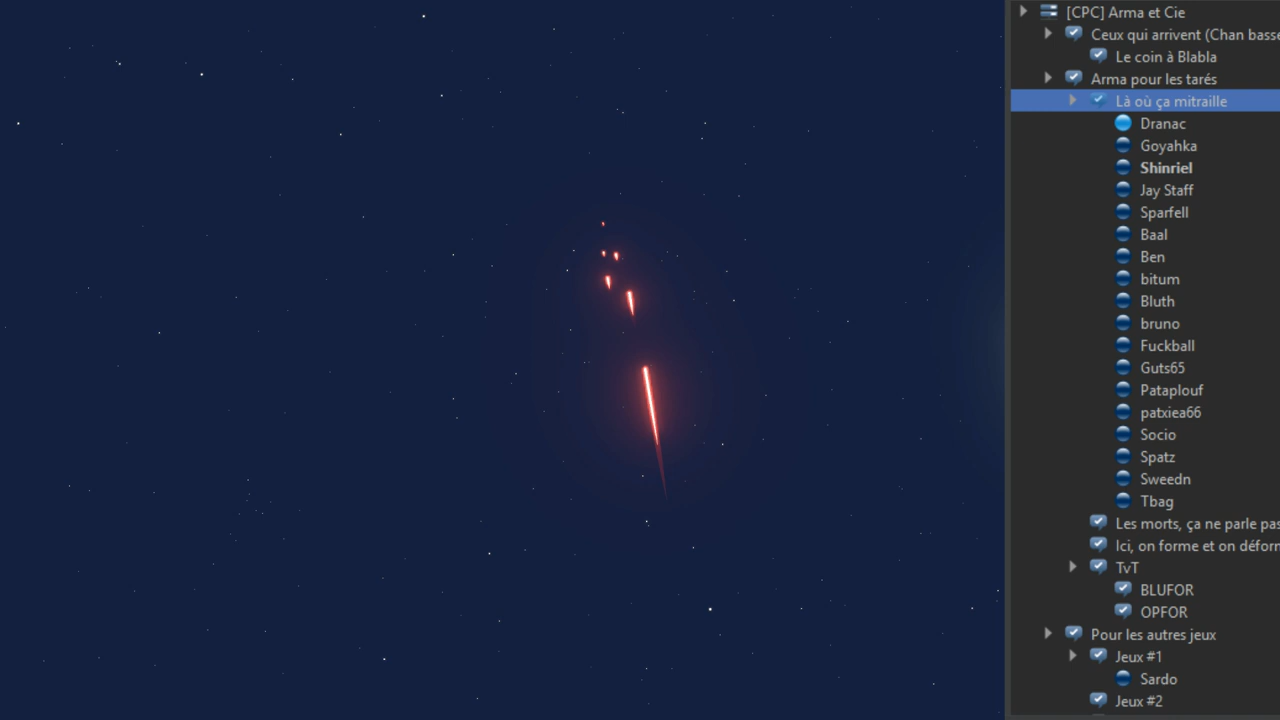 [CPC] Arma et Cie
Ceux qui arrivent (Chan basse
Le coin à Blabla
Arma pour les tarés
Là où ça mitraille
Dranac
Goyahka
Shinriel
Jay Staff
Sparfell
Baal
Ben
bitum
Bluth
bruno
Fuckball
Guts65
Pataplouf
patxiea66
Socio
Spatz
Sweedn
Tbag
Les morts, ça ne parle pas
Ici, on forme et on déform
TvT
BLUFOR
OPFOR
Pour les autres jeux
Jeux #1
Sardo
Jeux #2